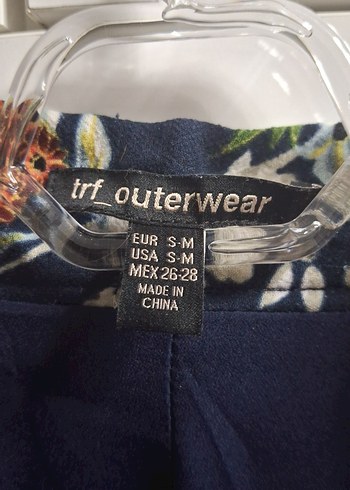 trf_outerwear
EUR S-M
USA S-M
MEX 26-28
MADE IN
CHINA